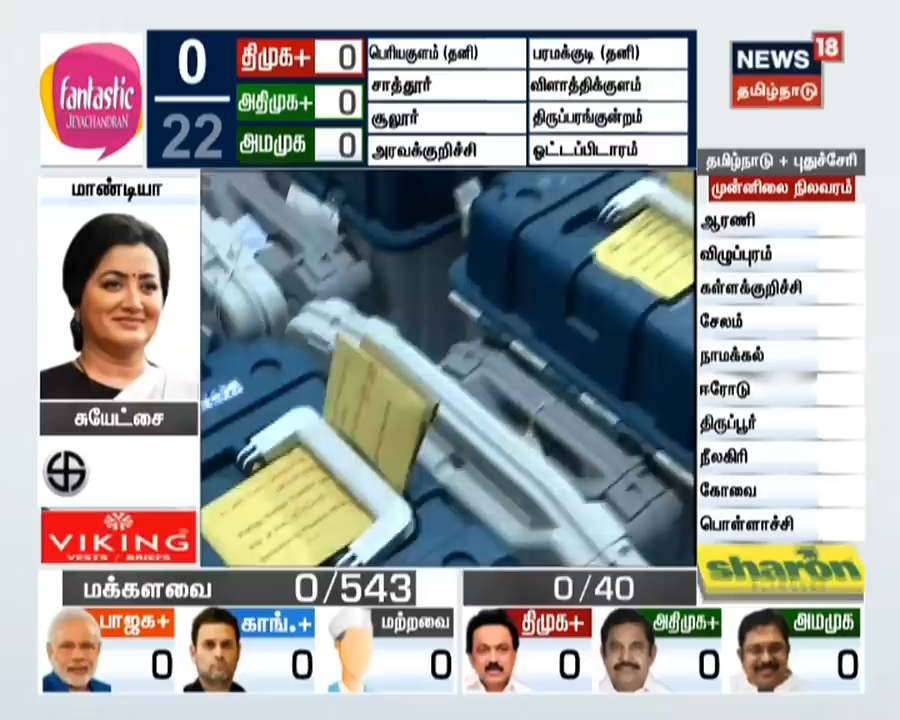 fantastic
JEYACHANDRAN
0
22
திமுக+ 0
அதிமுக+ 0
அமமுக 0
பெரியகுளம் (தனி) பரமக்குடி (தனி)
சாத்தூர் விளாத்திக்குளம்
சூலூர் திருப்பரங்குன்றம்
அரவக்குறிச்சி ஒட்டப்பிடாரம்
NEWS 18
தமிழ்நாடு
மாண்டியா
சுயேட்சை
VIKING
VESTS / BRIEFS
தமிழ்நாடு + புதுச்சேரி
முன்னிலை நிலவரம்
ஆரணி
விழுப்புரம்
கள்ளக்குறிச்சி
சேலம்
நாமக்கல்
ஈரோடு
திருப்பூர்
நீலகிரி
கோவை
பொள்ளாச்சி
sharon
மக்களவை 0/543 0/40
பாஜக+ 0
காங்.+ 0
மற்றவை 0
திமுக+ 0
அதிமுக+ 0
அமமுக 0